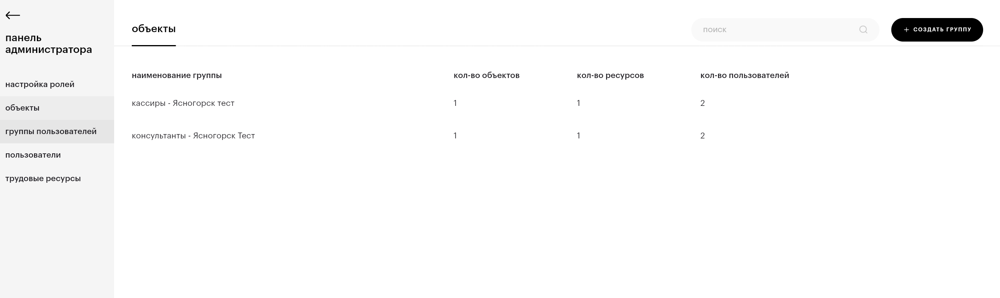 панель
администратора
настройка ролей
объекты
группы пользователей
пользователи
трудовые ресурсы
объекты
поиск
+ СОЗДАТЬ ГРУППУ
наименование группы кол-во объектов кол-во ресурсов кол-во пользователей
кассиры - Ясногорск тест 1 1 2
консультанты - Ясногорск Тест 1 1 2